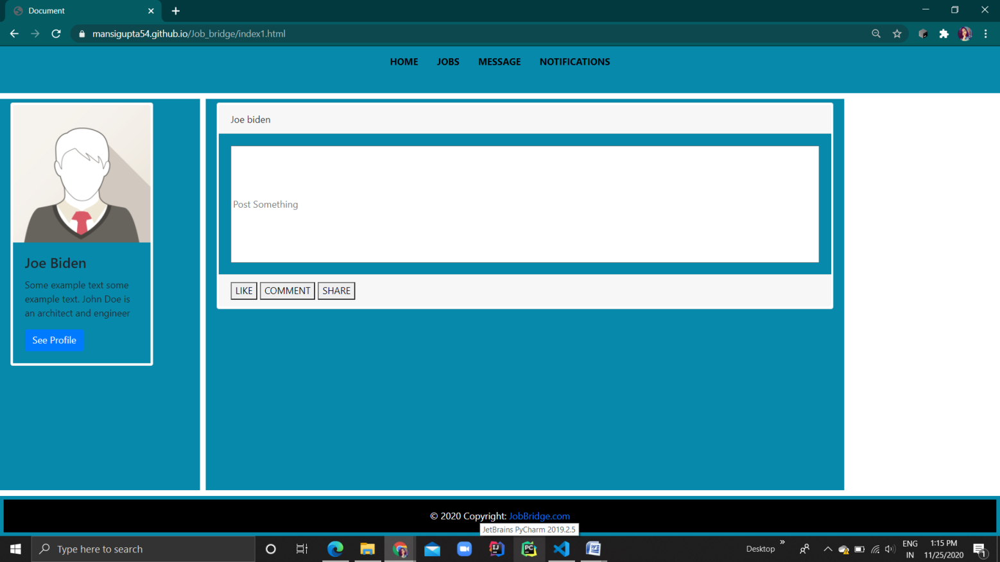 Document
mansigupta54.github.io/Job_bridge/index1.html
HOME JOBS MESSAGE NOTIFICATIONS
Joe Biden
Some example text some
example text. John Doe is
an architect and engineer
See Profile
Joe biden
Post Something
LIKE COMMENT SHARE
© 2020 Copyright: JobBridge.com
JetBrains PyCharm 2019.2.5
Type here to search
PC
Desktop
ENG
IN
1:15 PM
11/25/2020
1